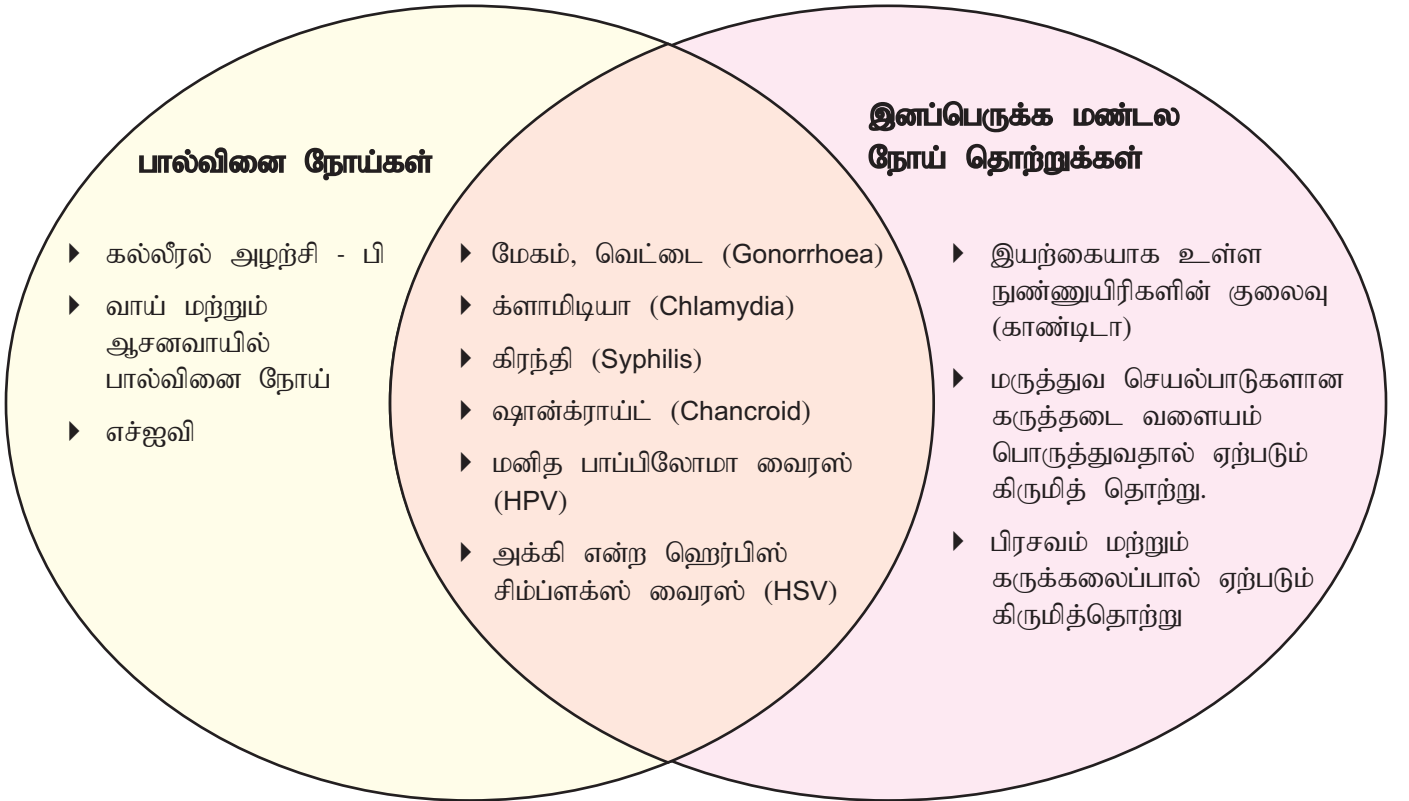 பால்வினை நோய்கள்
கல்லீரல் அழற்சி - பி
வாய் மற்றும்
ஆசனவாயில்
பால்வினை நோய்
எச்ஐவி
மேகம், வெட்டை (Gonorrhoea)
க்ளாமிடியா (Chlamydia)
கிரந்தி (Syphilis)
ஷான்க்ராய்ட் (Chancroid)
மனித பாப்பிலோமா வைரஸ்
(HPV)
அக்கி என்ற ஹெர்பிஸ்
சிம்ப்ளக்ஸ் வைரஸ் (HSV)
இனப்பெருக்க மண்டல
நோய் தொற்றுக்கள்
இயற்கையாக உள்ள
நுண்ணுயிரிகளின் குலைவு
(காண்டிடா)
மருத்துவ செயல்பாடுகளான
கருத்தடை வளையம்
பொருத்துவதால் ஏற்படும்
கிருமித் தொற்று.
பிரசவம் மற்றும்
கருக்கலைப்பால் ஏற்படும்
கிருமித்தொற்று